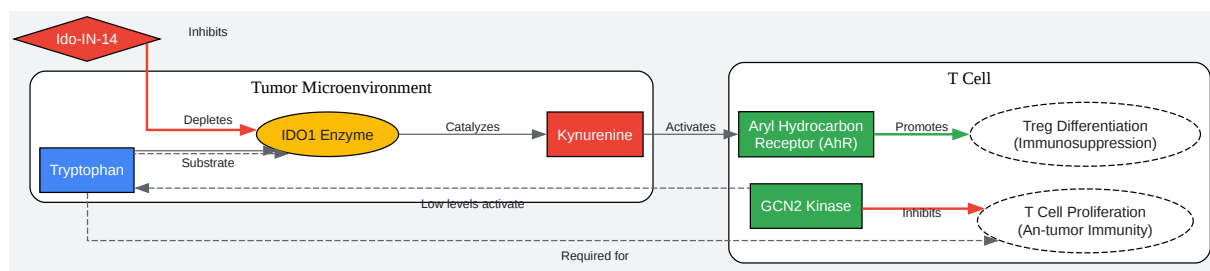 Ido-IN-14
Inhibits
Tumor Microenvironment
T Cell
Depletes
IDO1 Enzyme
Catalyzes
Kynurenine
Activates
Aryl Hydrocarbon
Receptor (AhR)
Promotes
Treg Differentiation
(Immunosuppression)
Tryptophan
Substrate
Low levels activate
GCN2 Kinase
Inhibits
T Cell Proliferation
(An-tumor Immunity)
Required for